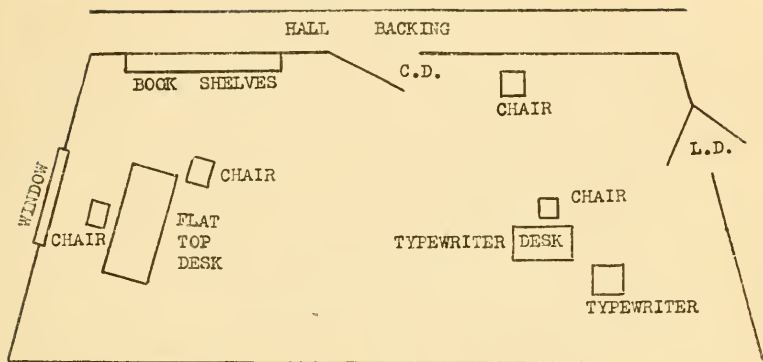 HALL BACKING
BOOK SHELVES
C.D.
CHAIR
L.D.
WINDOW
CHAIR
CHAIR
FLAT
TOP
DESK
CHAIR
TYPEWRITER DESK
TYPEWRITER